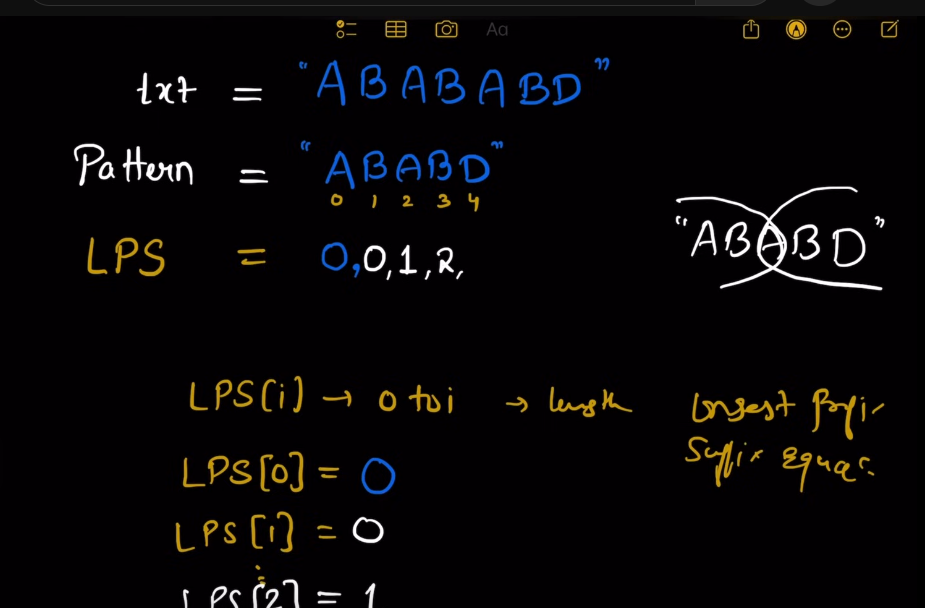 Aa
txt = "ABABABD"
Pattern = "ABABD"
0 1 2 3 4
LPS = 0,0,1,2,
"ABABD"
LPS[i] → 0 to i → length Longest Prefix
Suffix equal
LPS[0] = 0
LPS[1] = 0
LPS[2] = 1